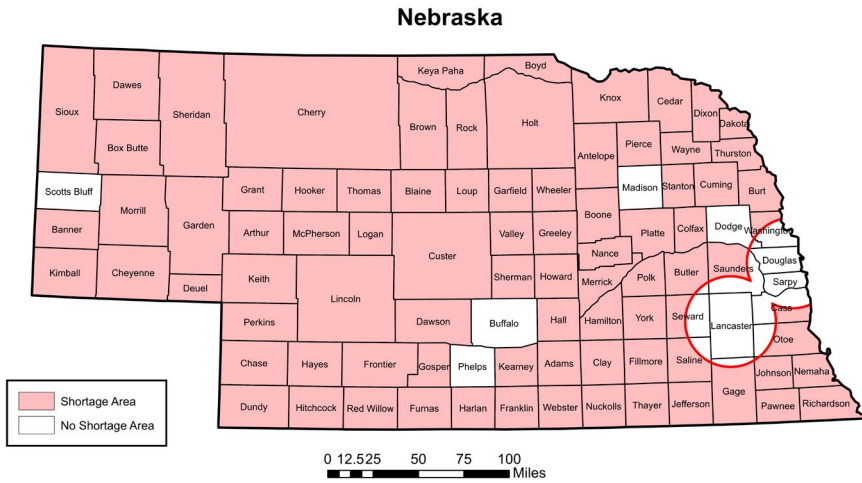 Nebraska
Keya Paha
Boyd
Dawes
Sioux
Sheridan
Cherry
Knox
Cedar
Dixon
Dakota
Brown
Rock
Holt
Box Butte
Antelope
Pierce
Wayne
Thurston
Scotts Bluff
Grant
Hooker
Thomas
Blaine
Loup
Garfield
Wheeler
Madison
Stanton
Cuming
Burt
Morrill
Garden
Boone
Banner
Arthur
McPherson
Logan
Custer
Valley
Greeley
Platte
Colfax
Dodge
Washington
Nance
Douglas
Kimball
Cheyenne
Deuel
Keith
Lincoln
Sherman
Howard
Merrick
Polk
Butler
Saunders
Sarpy
Cass
Perkins
Dawson
Buffalo
Hall
Hamilton
York
Seward
Lancaster
Otoe
Chase
Hayes
Frontier
Gosper
Phelps
Kearney
Adams
Clay
Fillmore
Saline
Gage
Johnson
Nemaha
Dundy
Hitchcock
Red Willow
Furnas
Harlan
Franklin
Webster
Nuckolls
Thayer
Jefferson
Pawnee
Richardson
Shortage Area
No Shortage Area
0 12.525 50 75 100
Miles